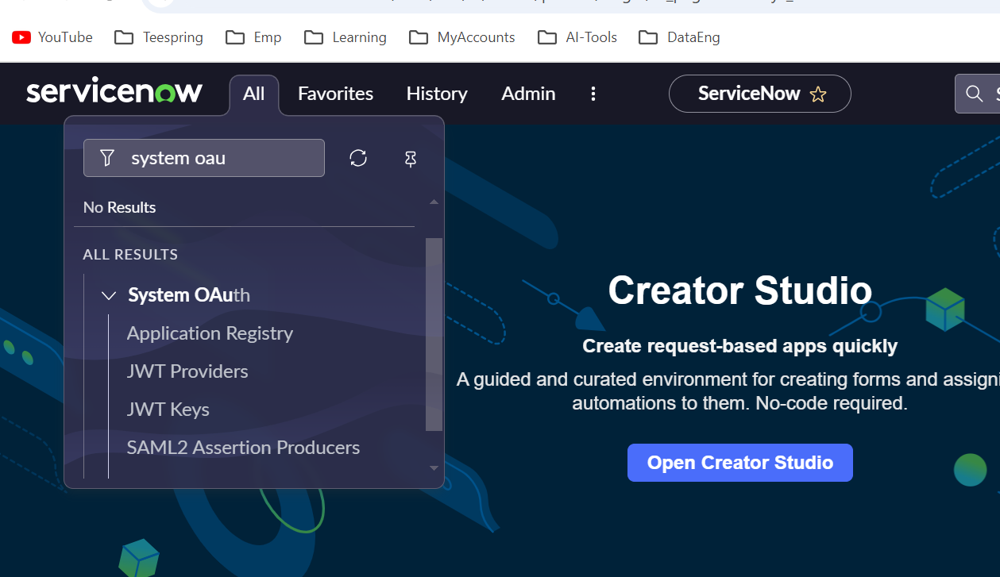 YouTube Teespring Emp Learning MyAccounts AI-Tools DataEng
servicenow All Favorites History Admin ServiceNow
system oau
No Results
ALL RESULTS
System OAuth
Application Registry
JWT Providers
JWT Keys
SAML2 Assertion Producers
Creator Studio
Create request-based apps quickly
A guided and curated environment for creating forms and assigni
automations to them. No-code required.
Open Creator Studio